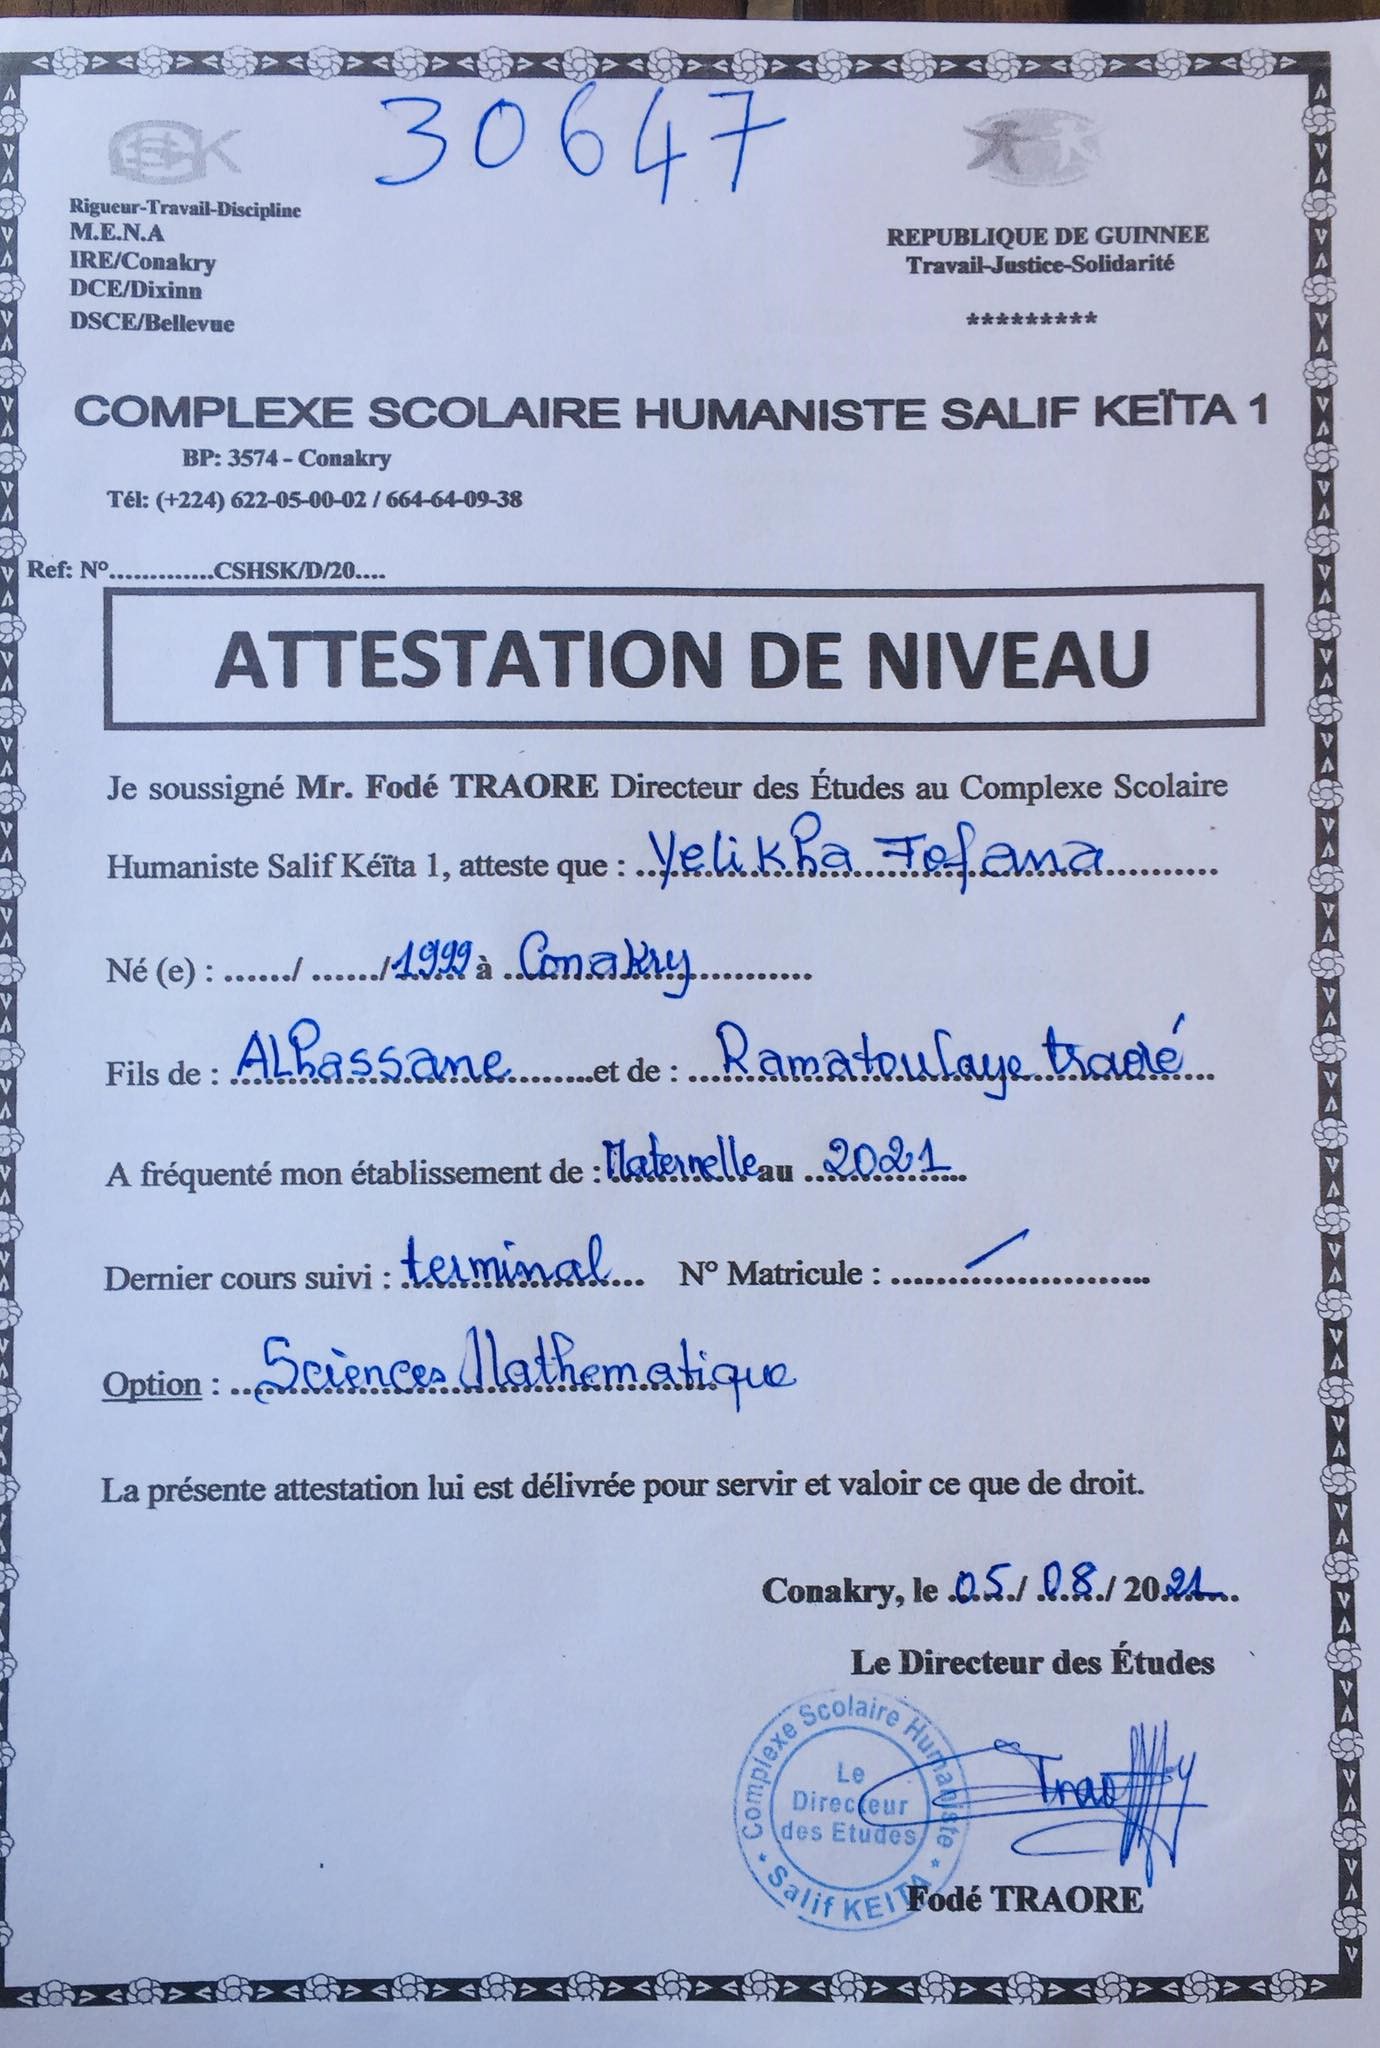 30647
CSHSK
Rigueur-Travail-Discipline
M.E.N.A
IRE/Conakry
DCE/Dixinn
DSCE/Bellevue
REPUBLIQUE DE GUINNEE
Travail-Justice-Solidarité
*********
COMPLEXE SCOLAIRE HUMANISTE SALIF KEÏTA 1
BP: 3574 - Conakry
Tél: (+224) 622-05-00-02 / 664-64-09-38
Ref: N°.............CSHSK/D/20....
ATTESTATION DE NIVEAU
Je soussigné Mr. Fodé TRAORE Directeur des Études au Complexe Scolaire
Humaniste Salif Kéïta 1, atteste que : Yelikha Fofana
Né (e) : ....../ ....../1999 à Conakry
Fils de : ALhassane et de : Ramatoulaye traoré
A fréquenté mon établissement de : Maternelle au 2021
Dernier cours suivi : terminal N° Matricule : /
Option : Sciences Mathematique
La présente attestation lui est délivrée pour servir et valoir ce que de droit.
Conakry, le 05/ 08/ 2021
Le Directeur des Études
Complexe Scolaire Humaniste
Le
Directeur
des Etudes
* Salif KEITA *
Fodé TRAORE